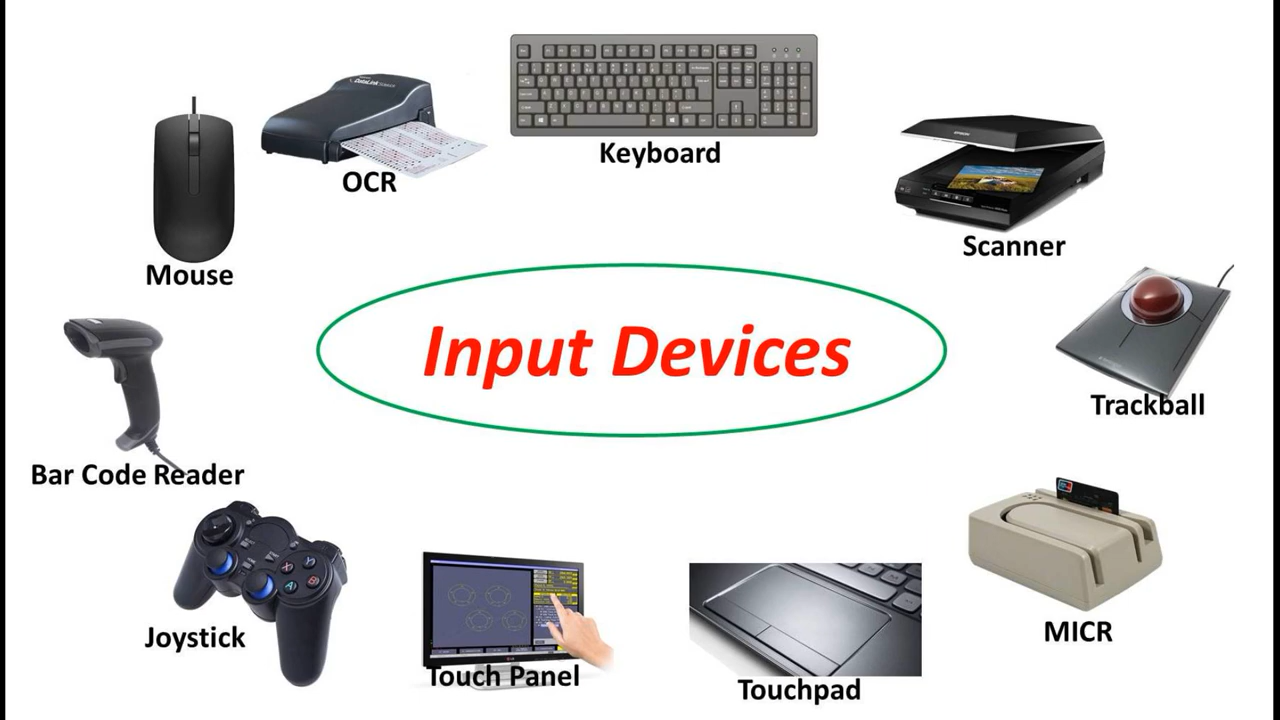 Keyboard
OCR
Mouse
Scanner
Input Devices
Trackball
Bar Code Reader
Joystick
Touch Panel
Touchpad
MICR